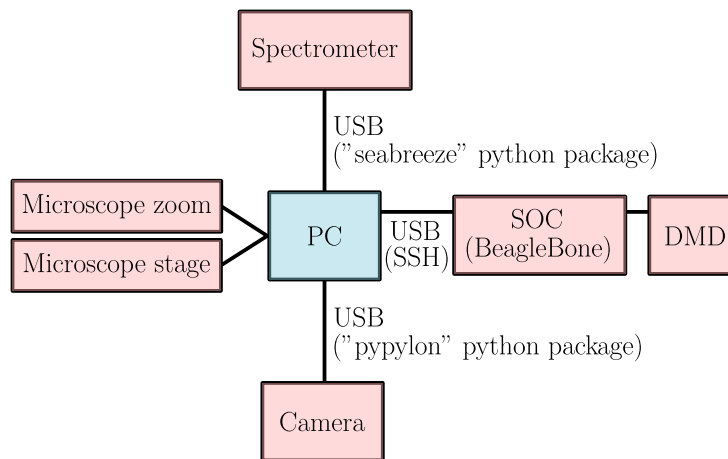 Spectrometer
USB
("seabreeze" python package)
Microscope zoom
Microscope stage
PC
USB
(SSH)
SOC
(BeagleBone)
DMD
USB
("pypylon" python package)
Camera